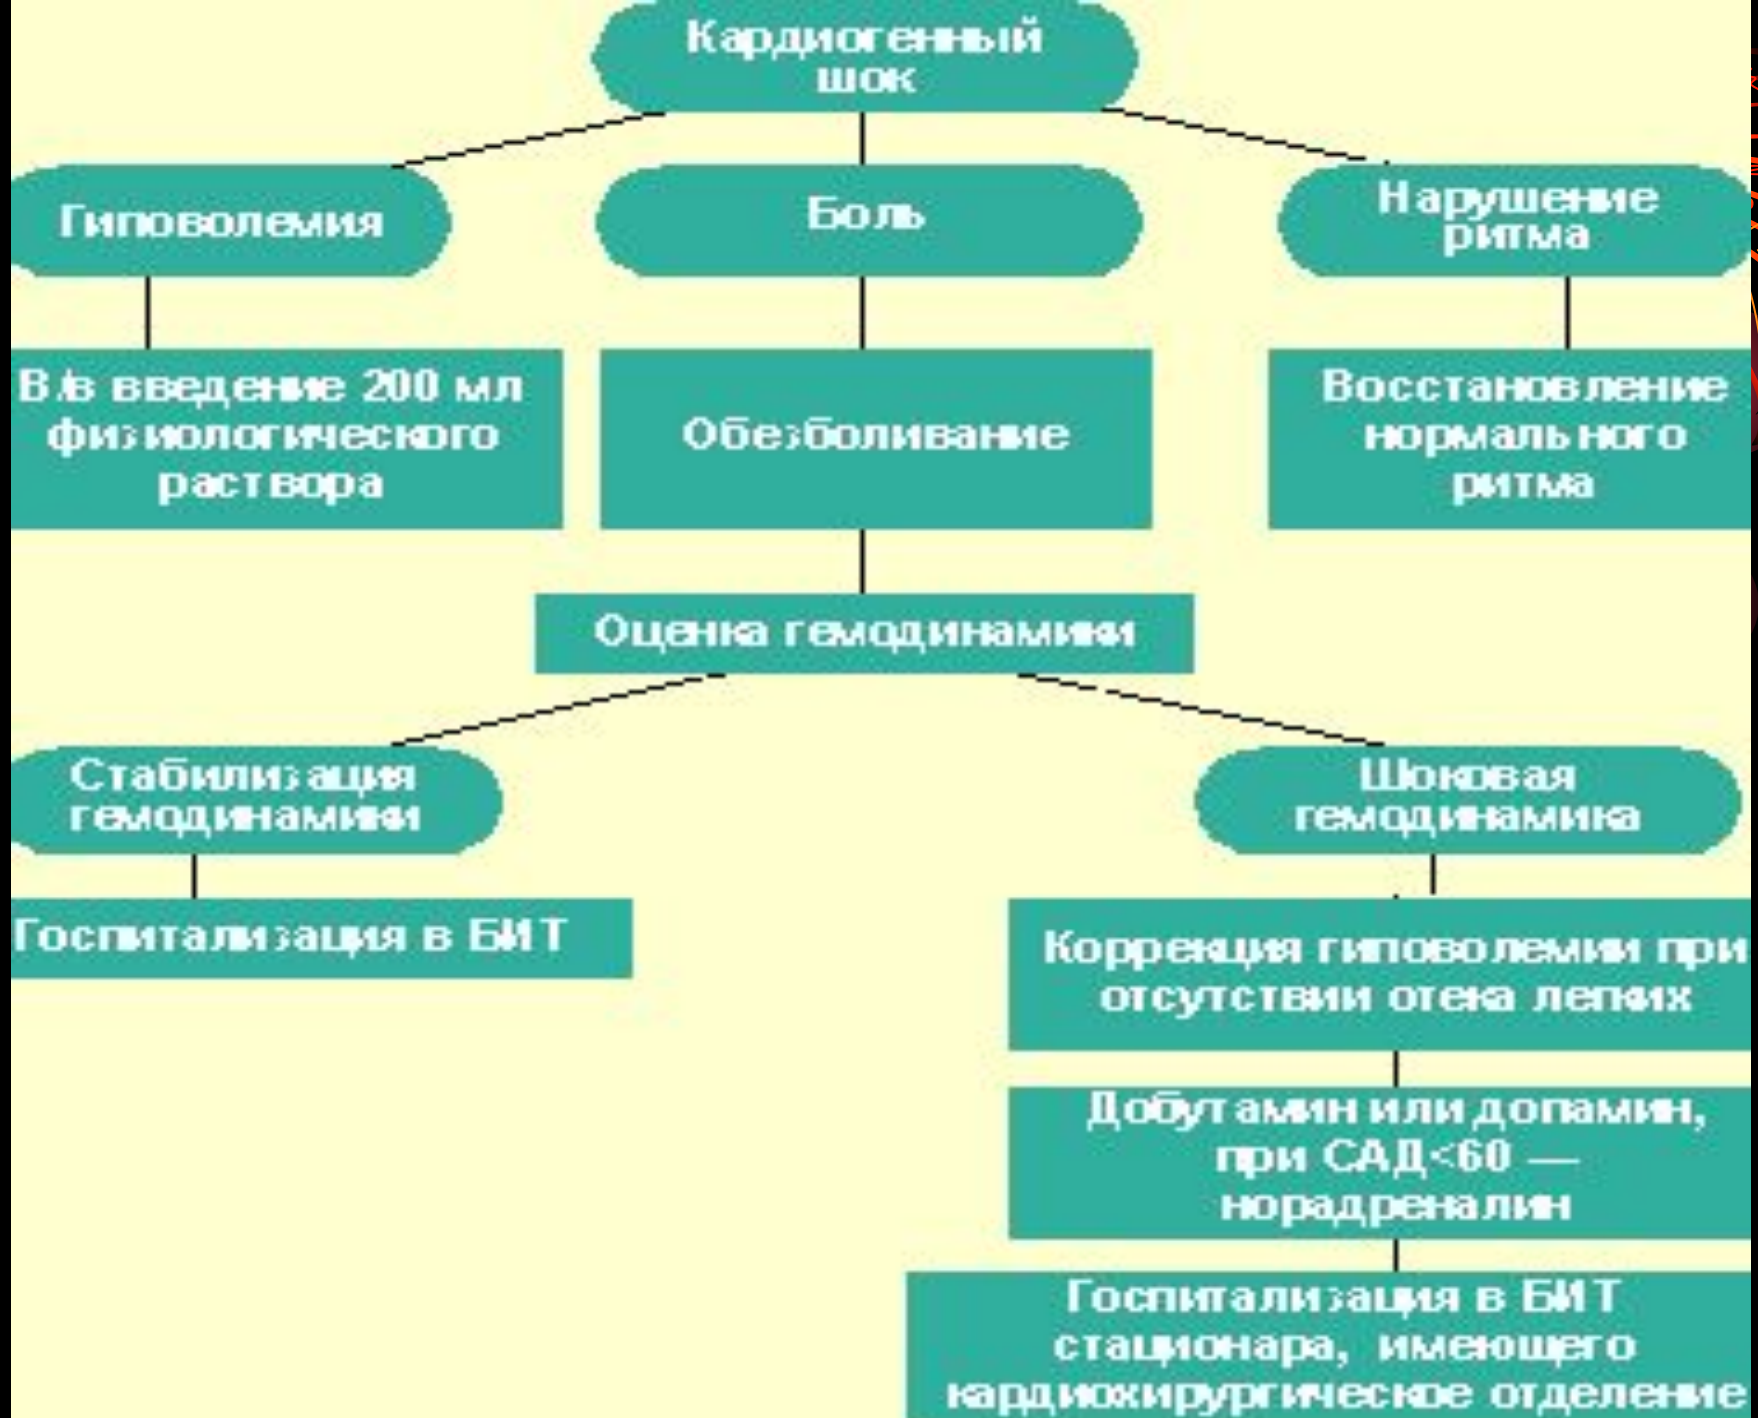 Кардиогенный
шок
Гиповолемия
Боль
Нарушение
ритма
В/в введение 200 мл
физиологического
раствора
Обезболивание
Восстановление
нормального
ритма
Оценка гемодинамики
Стабилизация
гемодинамики
Шоковая
гемодинамика
Госпитализация в БИТ
Коррекция гиповолемии при
отсутствии отека легких
Добутамин или допамин,
при САД<60 —
норадреналин
Госпитализация в БИТ
стационара, имеющего
кардиохирургическое отделение